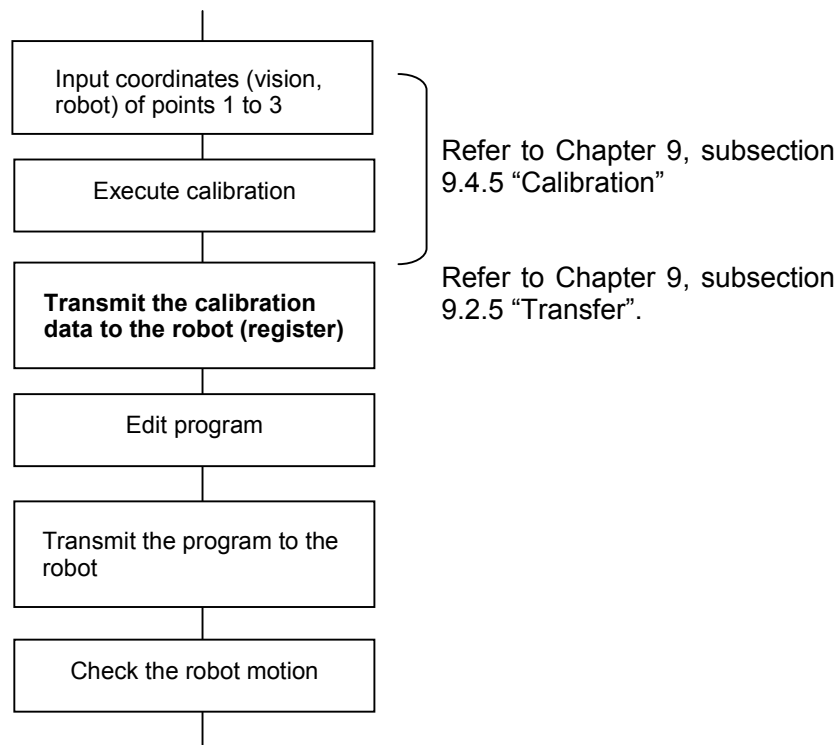 Input coordinates (vision,
robot) of points 1 to 3
Refer to Chapter 9, subsection
9.4.5 “Calibration”
Execute calibration
Refer to Chapter 9, subsection
9.2.5 “Transfer”.
Transmit the calibration
data to the robot (register)
Edit program
Transmit the program to the
robot
Check the robot motion